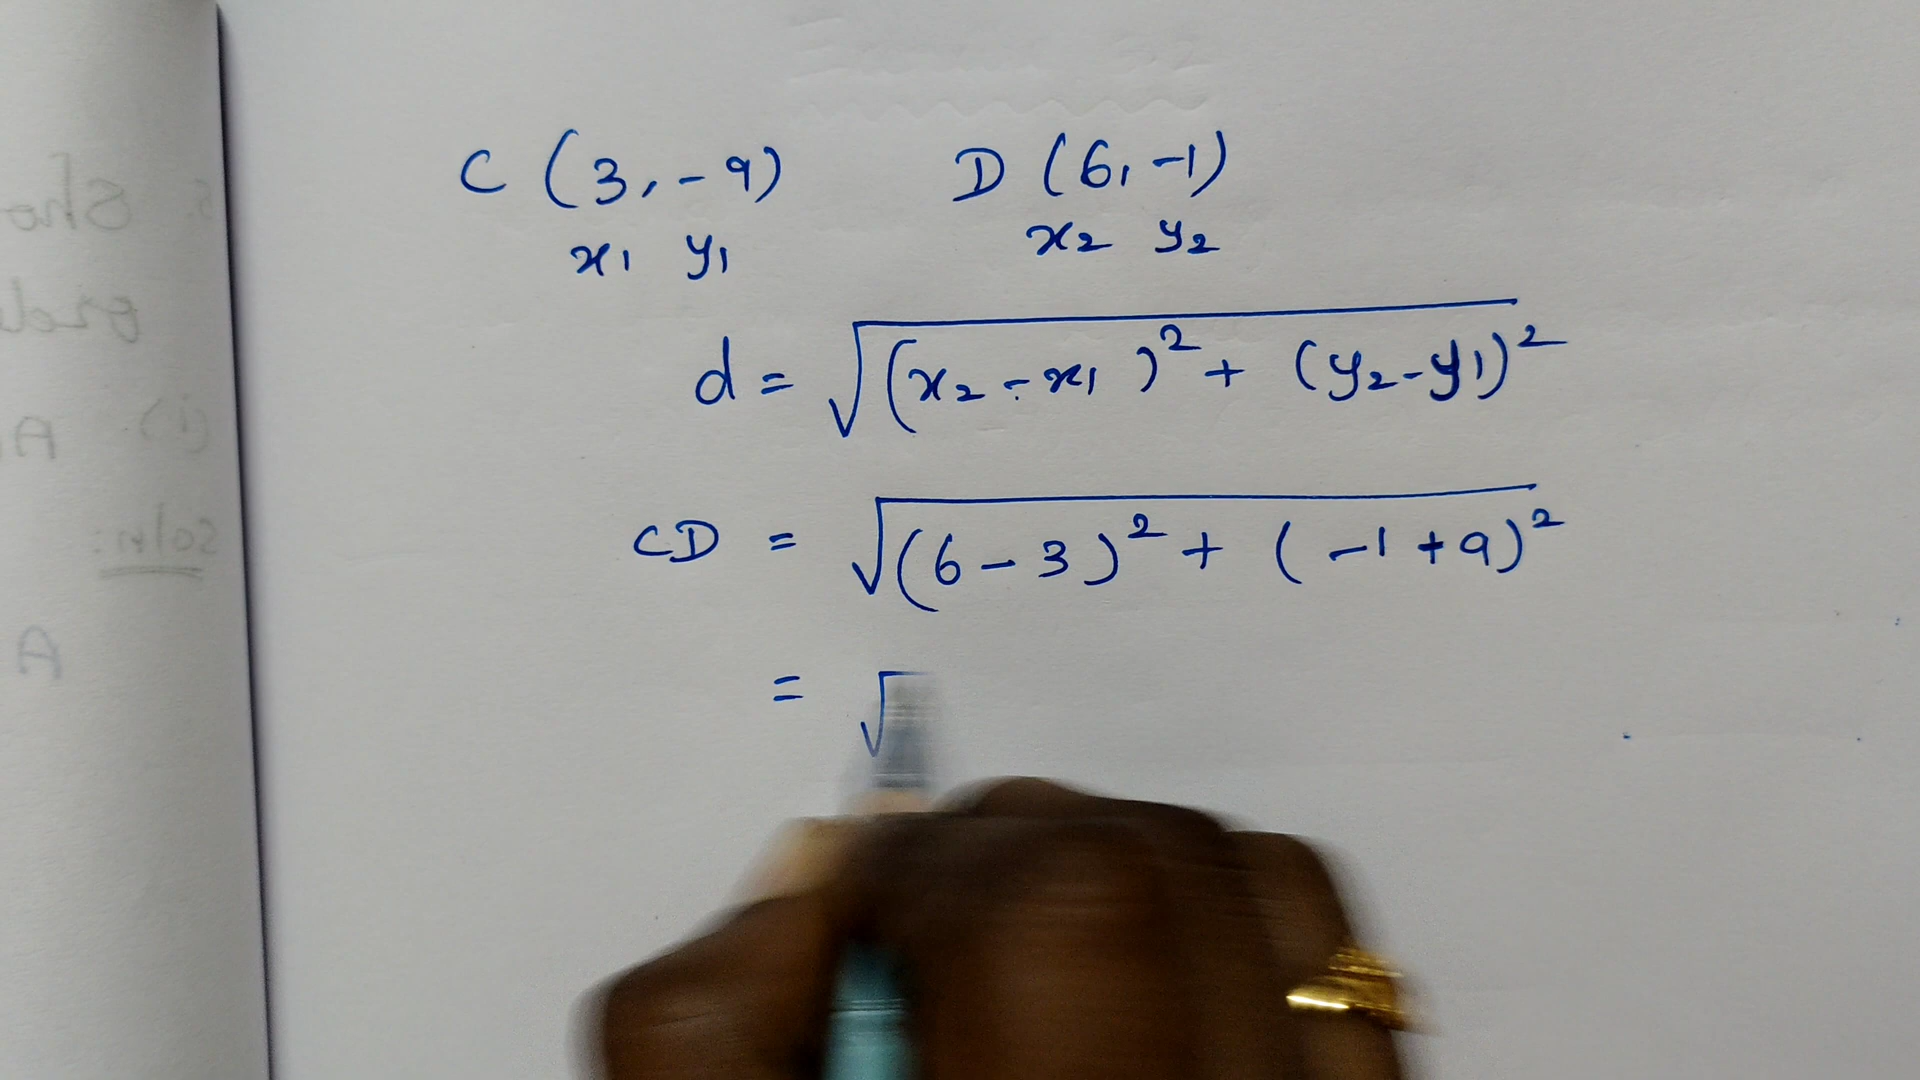 C (3, -9) D (6, -1)
x1 y1 x2 y2
d = √(x2 - x1)² + (y2 - y1)²
CD = √(6 - 3)² + (-1 + 9)²
= √